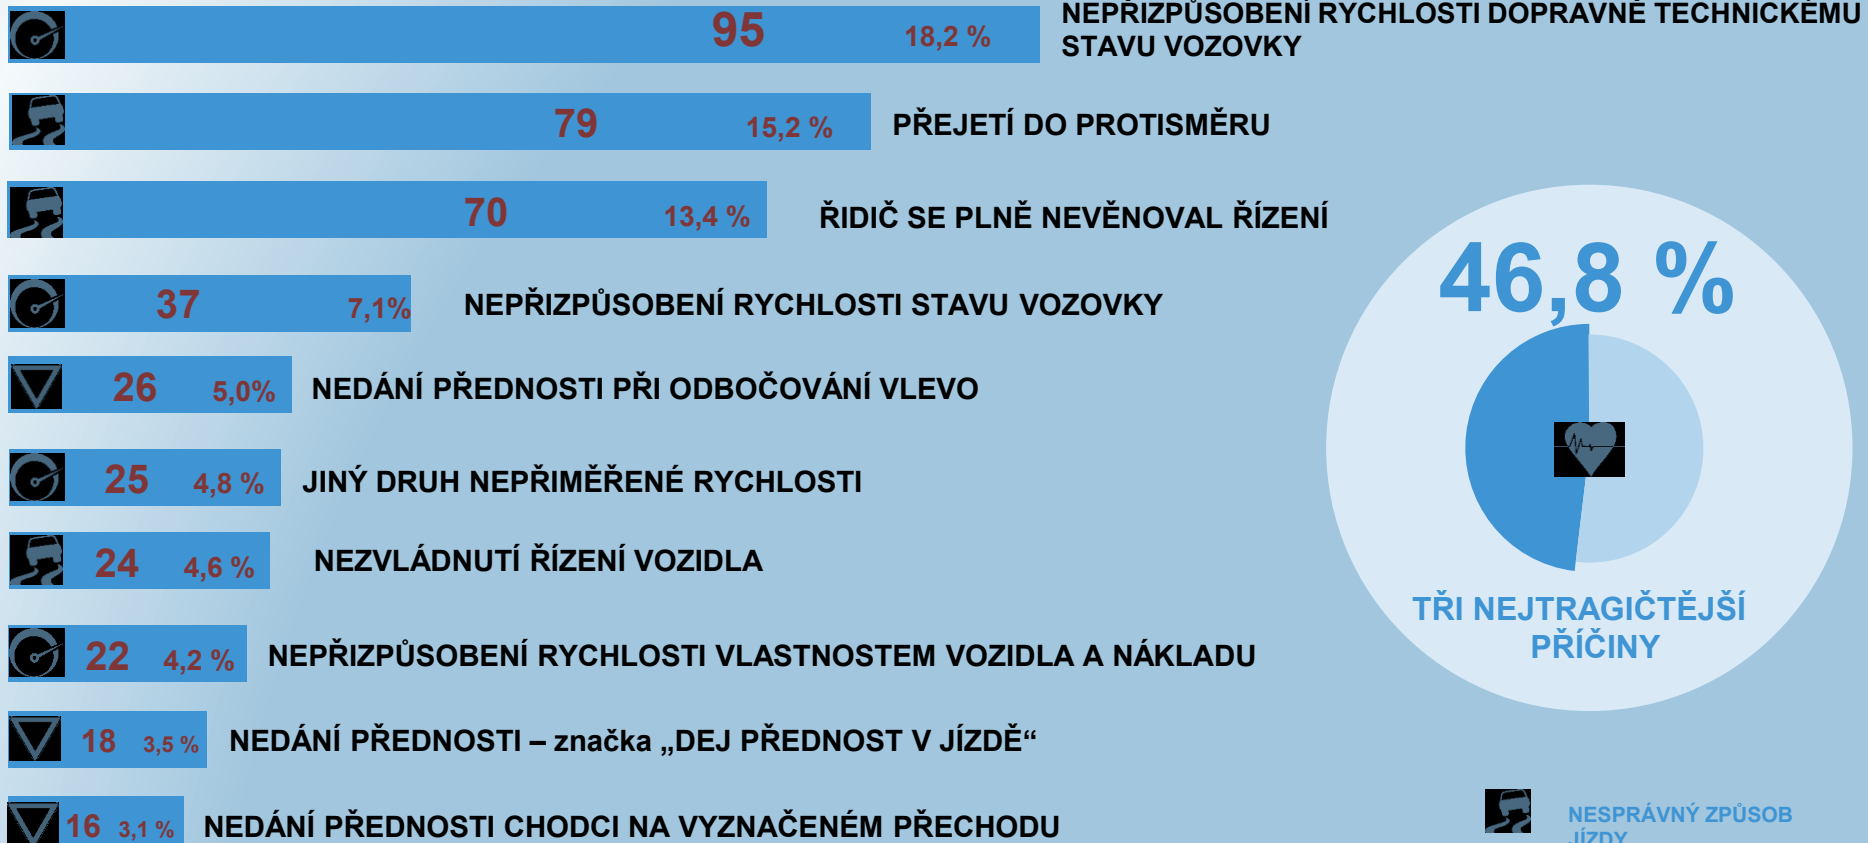 95 18,2 % NEPŘIZPŮSOBENÍ RYCHLOSTI DOPRAVNĚ TECHNICKÉMU
STAVU VOZOVKY
79 15,2 % PŘEJETÍ DO PROTISMĚRU
70 13,4 % ŘIDIČ SE PLNĚ NEVĚNOVAL ŘÍZENÍ
37 7,1% NEPŘIZPŮSOBENÍ RYCHLOSTI STAVU VOZOVKY
26 5,0% NEDÁNÍ PŘEDNOSTI PŘI ODBOČOVÁNÍ VLEVO
25 4,8 % JINÝ DRUH NEPŘIMĚŘENÉ RYCHLOSTI
24 4,6 % NEZVLÁDNUTÍ ŘÍZENÍ VOZIDLA
22 4,2 % NEPŘIZPŮSOBENÍ RYCHLOSTI VLASTNOSTEM VOZIDLA A NÁKLADU
18 3,5 % NEDÁNÍ PŘEDNOSTI – značka „DEJ PŘEDNOST V JÍZDĚ“
16 3,1 % NEDÁNÍ PŘEDNOSTI CHODCI NA VYZNAČENÉM PŘECHODU
46,8 %
TŘI NEJTRAGIČTĚJŠÍ
PŘÍČINY
NESPRÁVNÝ ZPŮSOB
JÍZDY